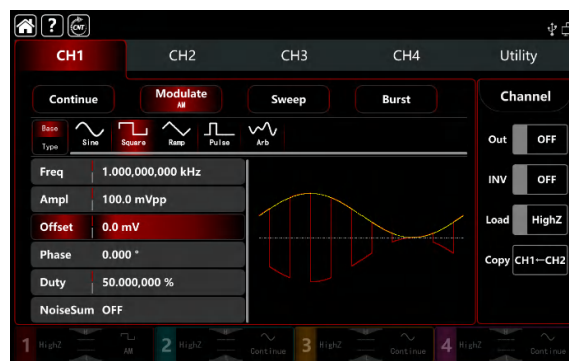 ? CNT
CH1 CH2 CH3 CH4 Utility
Continue Modulate AM Sweep Burst Channel
Base Type Sine Square Ramp Pulse Arb
Out OFF
Freq 1.000,000,000 kHz
INV OFF
Ampl 100.0 mVpp
Offset 0.0 mV
Load HighZ
Phase 0.000 °
Copy CH1←CH2
Duty 50.000,000 %
NoiseSum OFF
1 HighZ AM 2 HighZ Continue 3 HighZ Continue 4 HighZ Continue